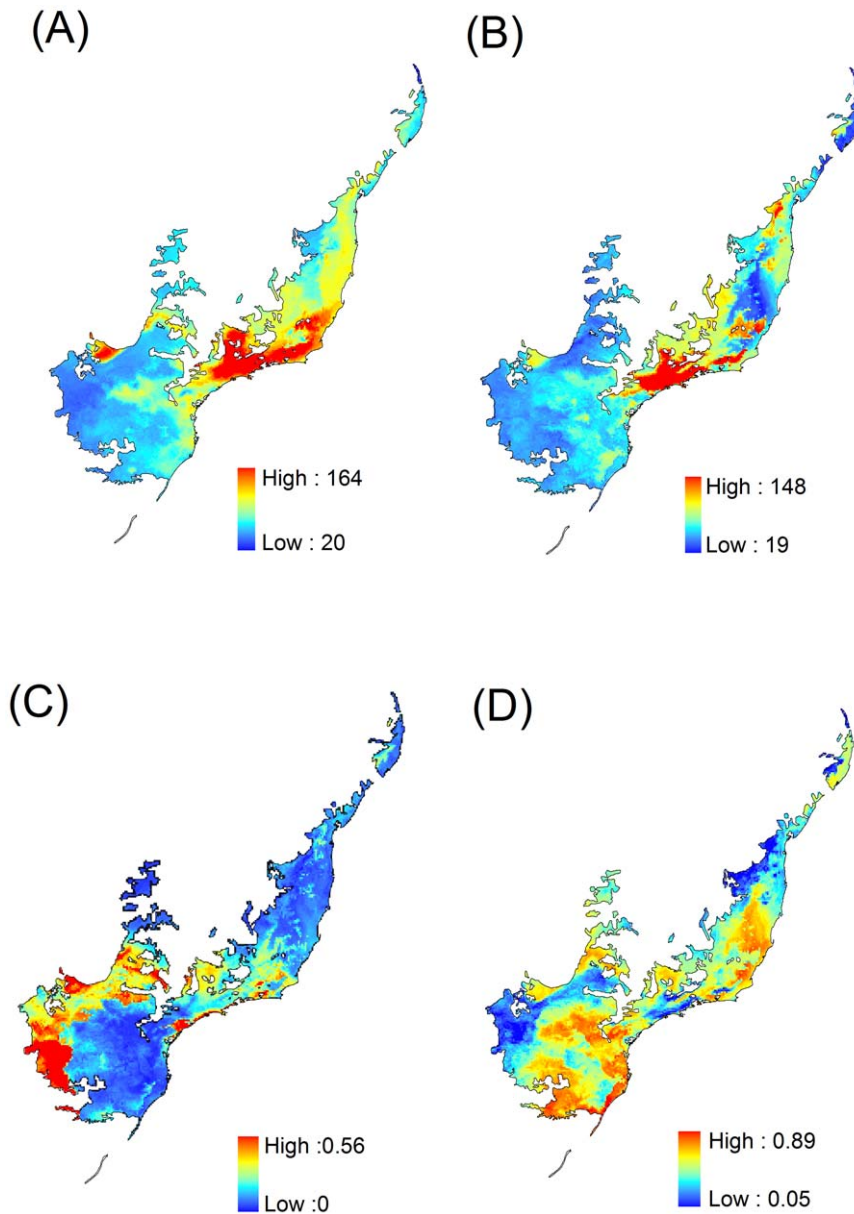 (A)
(B)
High : 164
Low : 20
High : 148
Low : 19
(C)
(D)
High :0.56
Low :0
High : 0.89
Low : 0.05